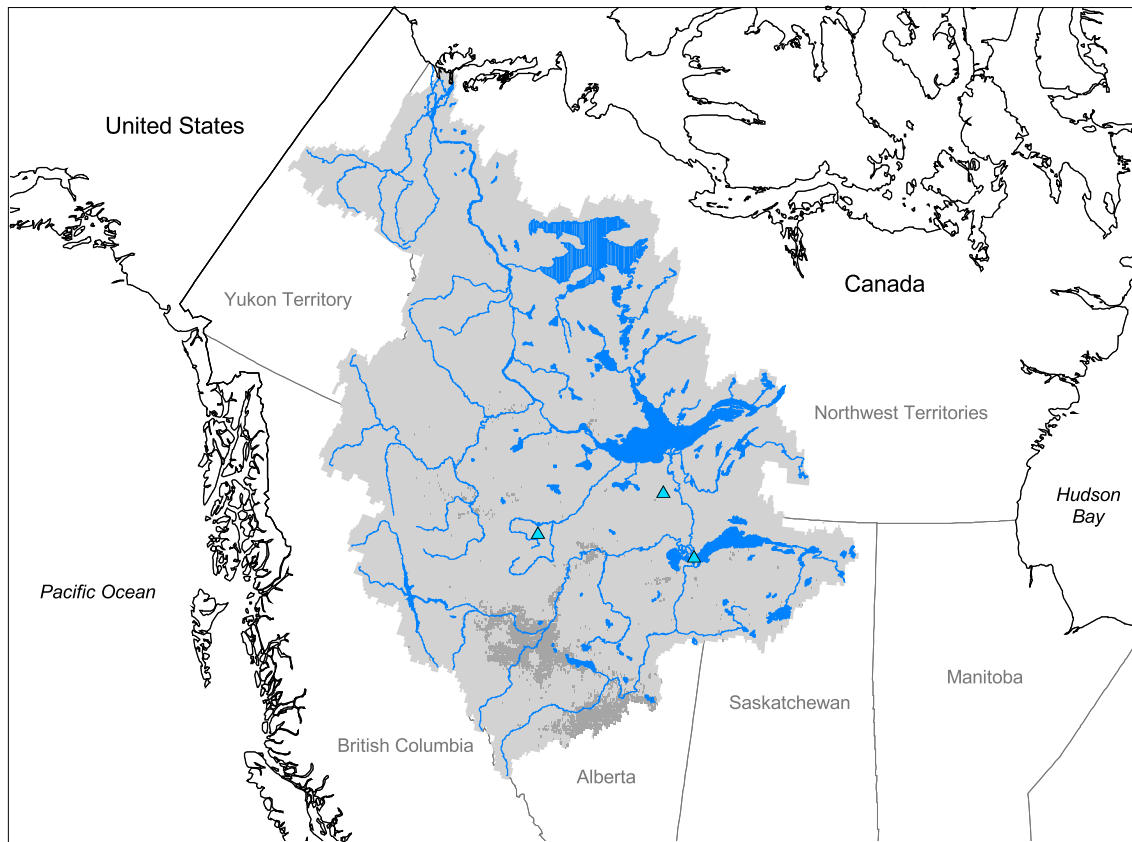 United States
Canada
Yukon Territory
Northwest Territories
Hudson
Bay
Pacific Ocean
Manitoba
Saskatchewan
British Columbia
Alberta